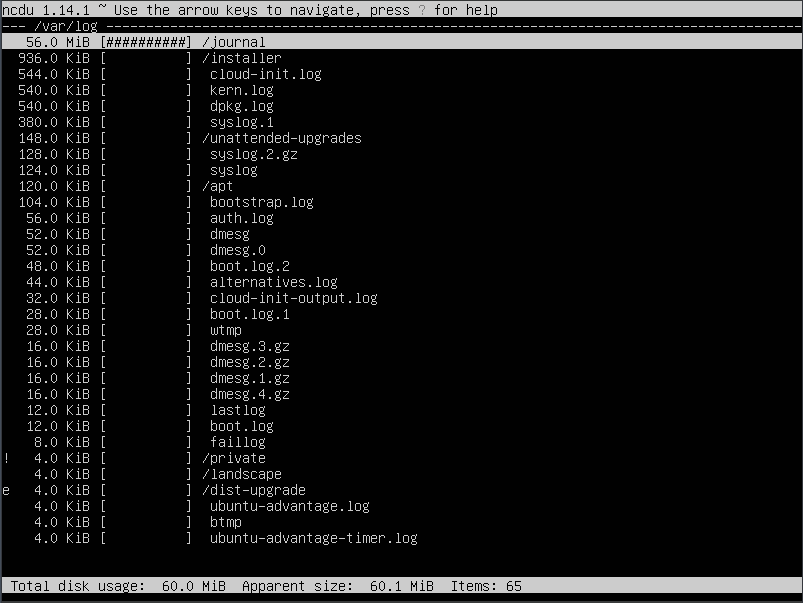 ncdu 1.14.1 ~ Use the arrow keys to navigate, press ? for help
--- /var/log ----------------------------------------------------------------------------------------
   56.0 MiB [##########] /journal
  936.0 KiB [          ] /installer
  544.0 KiB [          ]  cloud-init.log
  540.0 KiB [          ]  kern.log
  540.0 KiB [          ]  dpkg.log
  380.0 KiB [          ]  syslog.1
  148.0 KiB [          ] /unattended-upgrades
  128.0 KiB [          ]  syslog.2.gz
  124.0 KiB [          ]  syslog
  120.0 KiB [          ] /apt
  104.0 KiB [          ]  bootstrap.log
   56.0 KiB [          ]  auth.log
   52.0 KiB [          ]  dmesg
   52.0 KiB [          ]  dmesg.0
   48.0 KiB [          ]  boot.log.2
   44.0 KiB [          ]  alternatives.log
   32.0 KiB [          ]  cloud-init-output.log
   28.0 KiB [          ]  boot.log.1
   28.0 KiB [          ]  wtmp
   16.0 KiB [          ]  dmesg.3.gz
   16.0 KiB [          ]  dmesg.2.gz
   16.0 KiB [          ]  dmesg.1.gz
   16.0 KiB [          ]  dmesg.4.gz
   12.0 KiB [          ]  lastlog
   12.0 KiB [          ]  boot.log
    8.0 KiB [          ]  faillog
!   4.0 KiB [          ] /private
    4.0 KiB [          ] /landscape
e   4.0 KiB [          ] /dist-upgrade
    4.0 KiB [          ]  ubuntu-advantage.log
    4.0 KiB [          ]  btmp
    4.0 KiB [          ]  ubuntu-advantage-timer.log
Total disk usage:  60.0 MiB  Apparent size:  60.1 MiB  Items: 65